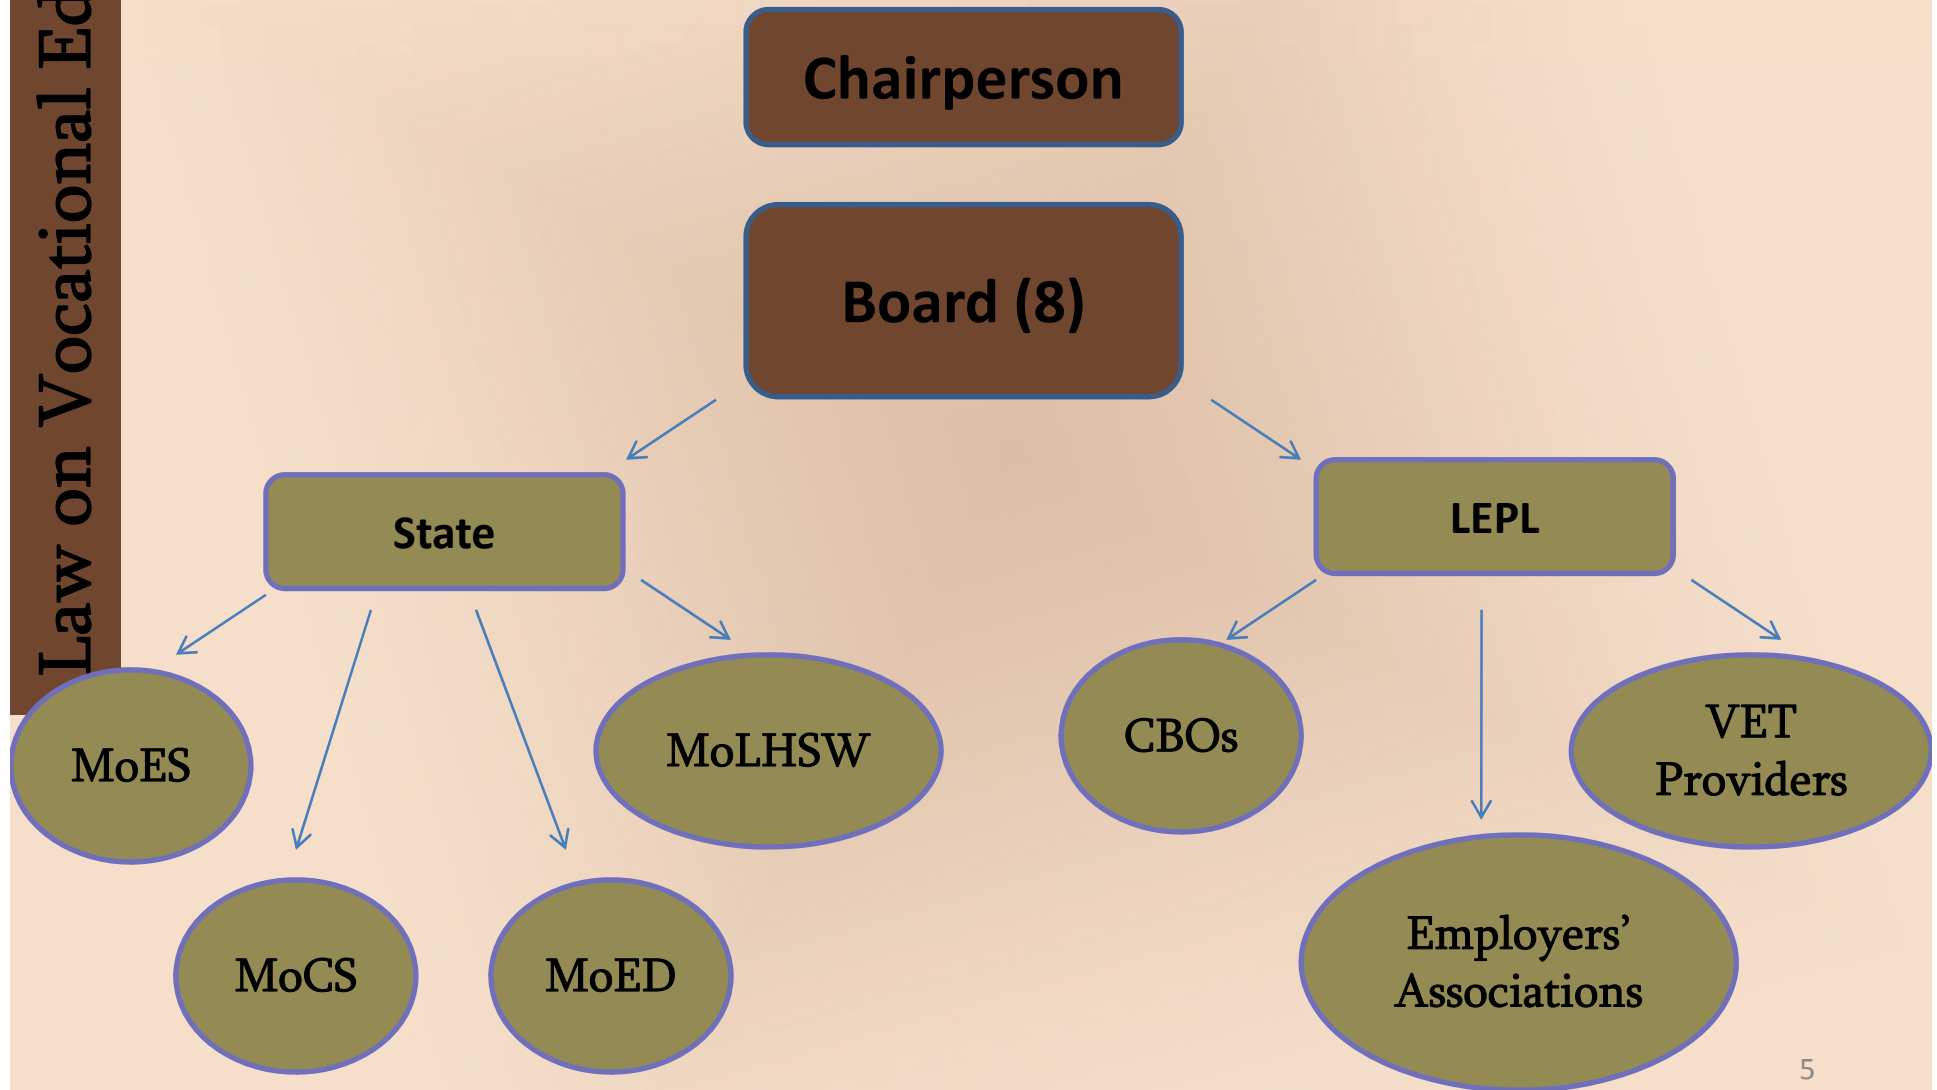 Law on Vocational Ed
Chairperson
Board (8)
State
LEPL
MoES
MoCS
MoED
MoLHSW
CBOs
Employers’
Associations
VET
Providers
5